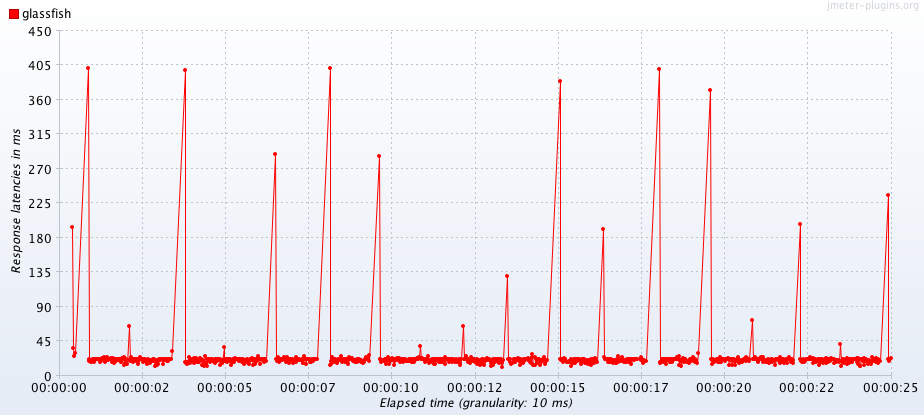 jmeter-plugins.org
glassfish
450
405
360
315
270
225
180
135
90
45
0
Response latencies in ms
00:00:00 00:00:02 00:00:05 00:00:07 00:00:10 00:00:12 00:00:15 00:00:17 00:00:20 00:00:22 00:00:25
Elapsed time (granularity: 10 ms)